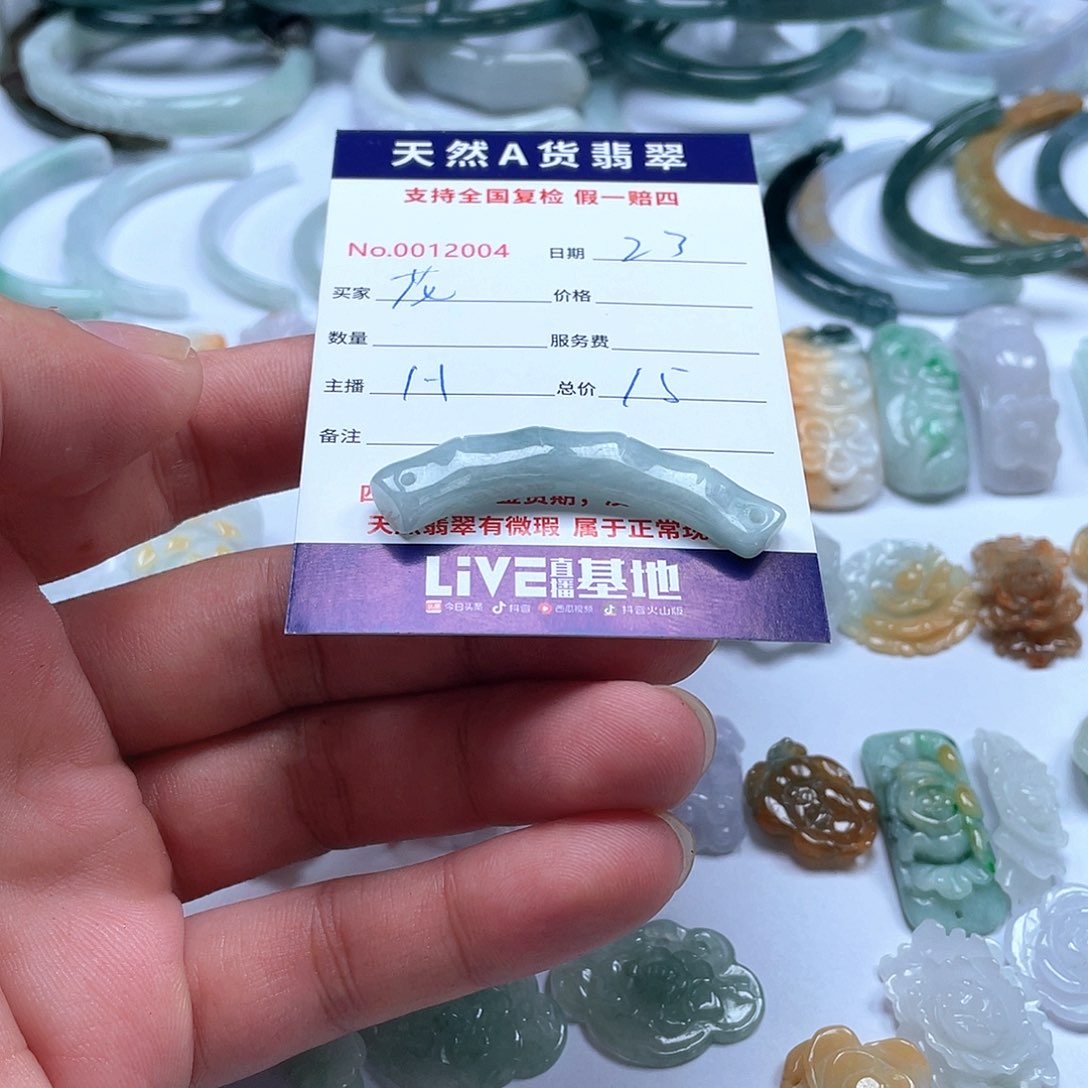 天然A货翡翠
支持全国复检 假一赔四
No.0012004 日期 23
买家 价格
数量 服务费
主播 H 总价 15
备注
四
天然翡翠有微瑕 属于正常现
LiVE直播基地
今日头条 抖音 西瓜视频 抖音火山版